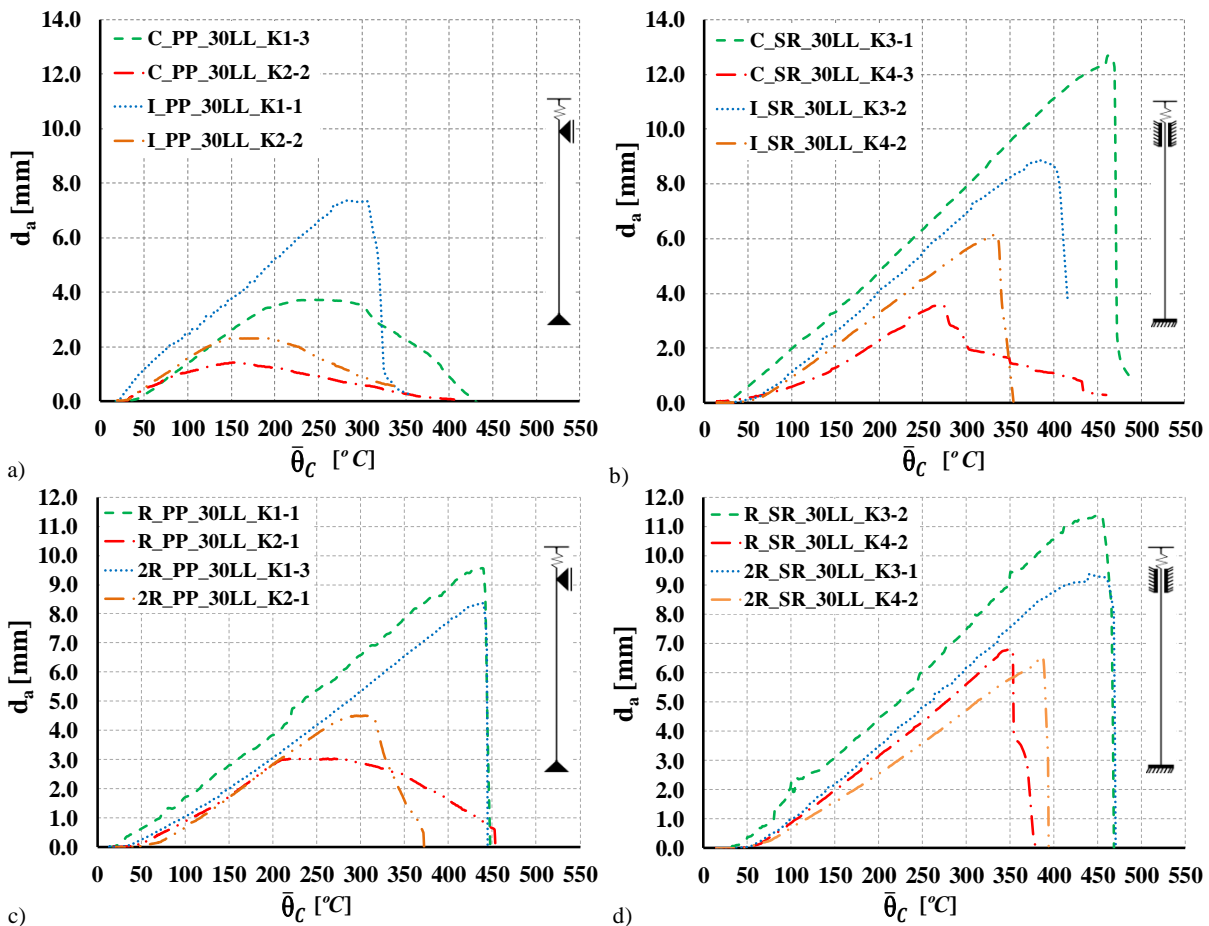 14.0
12.0
10.0
8.0
6.0
4.0
2.0
0.0
d_a [mm]
C_PP_30LL_K1-3
C_PP_30LL_K2-2
I_PP_30LL_K1-1
I_PP_30LL_K2-2
0 50 100 150 200 250 300 350 400 450 500 550
θ̄_C [ºC]
a)
14.0
12.0
10.0
8.0
6.0
4.0
2.0
0.0
d_a [mm]
C_SR_30LL_K3-1
C_SR_30LL_K4-3
I_SR_30LL_K3-2
I_SR_30LL_K4-2
0 50 100 150 200 250 300 350 400 450 500 550
θ̄_C [ºC]
b)
12.0
11.0
10.0
9.0
8.0
7.0
6.0
5.0
4.0
3.0
2.0
1.0
0.0
d_a [mm]
R_PP_30LL_K1-1
R_PP_30LL_K2-1
2R_PP_30LL_K1-3
2R_PP_30LL_K2-1
0 50 100 150 200 250 300 350 400 450 500 550
θ̄_C [ºC]
c)
12.0
11.0
10.0
9.0
8.0
7.0
6.0
5.0
4.0
3.0
2.0
1.0
0.0
d_a [mm]
R_SR_30LL_K3-2
R_SR_30LL_K4-2
2R_SR_30LL_K3-1
2R_SR_30LL_K4-2
0 50 100 150 200 250 300 350 400 450 500 550
θ̄_C [ºC]
d)